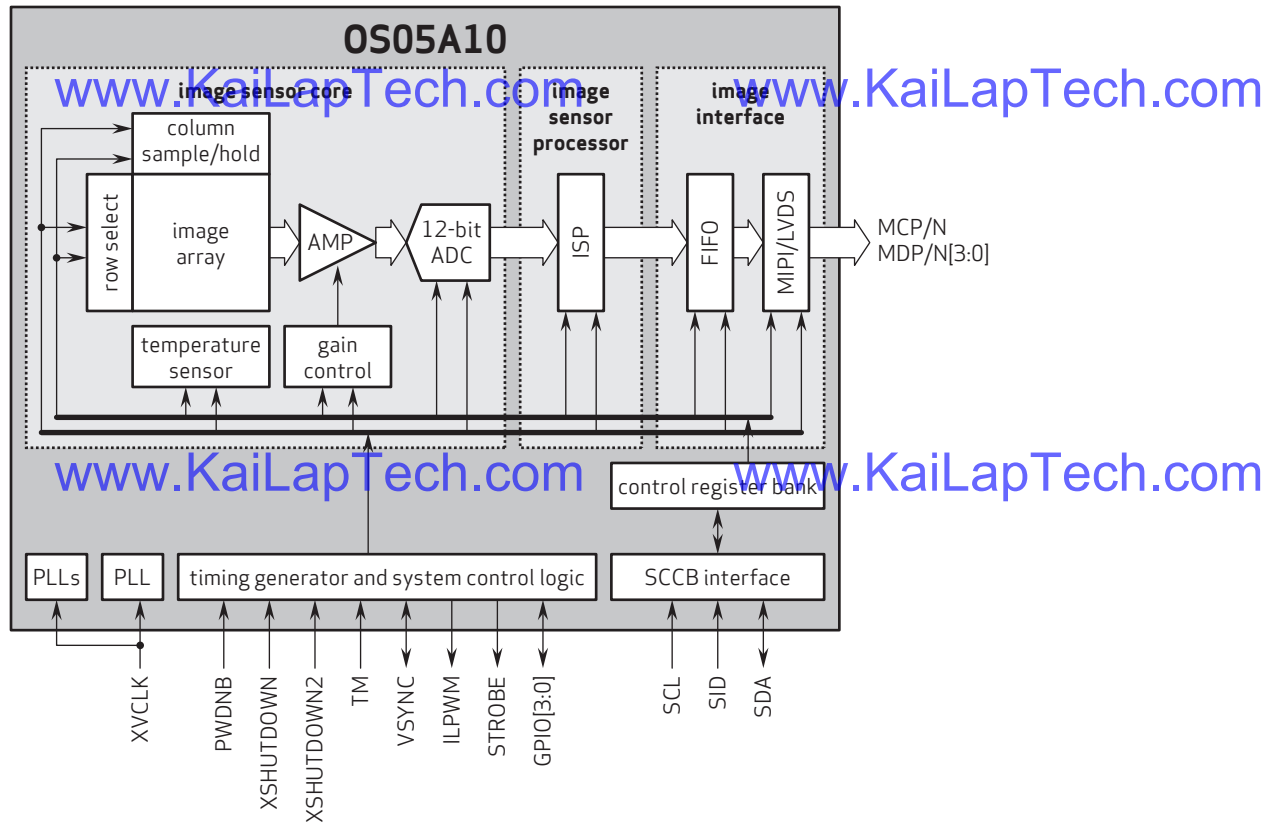 OS05A10
www.KaiLapTech.com
www.KaiLapTech.com
image sensor core
image
sensor
processor
image
interface
column
sample/hold
row select
image
array
AMP
12-bit
ADC
ISP
FIFO
MIPI/LVDS
MCP/N
MDP/N[3:0]
temperature
sensor
gain
control
www.KaiLapTech.com
www.KaiLapTech.com
control register bank
PLLs
PLL
timing generator and system control logic
SCCB interface
XVCLK
PWDNB
XSHUTDOWN
XSHUTDOWN2
TM
VSYNC
ILPWM
STROBE
GPIO[3:0]
SCL
SID
SDA